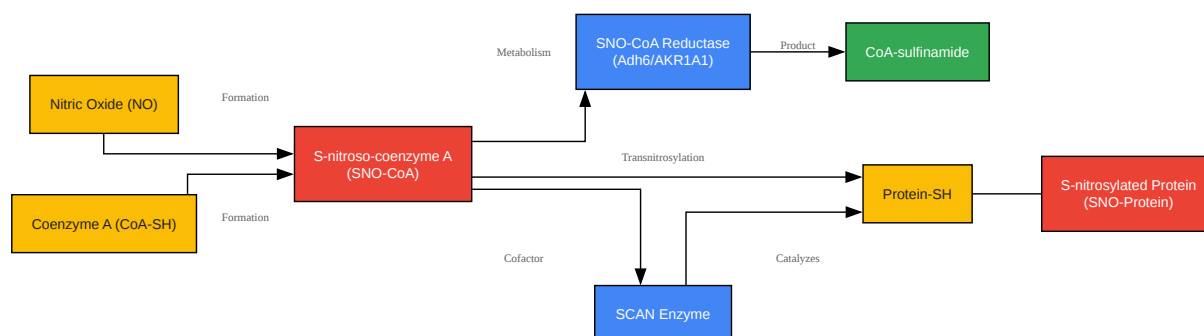 Nitric Oxide (NO)
Formation
Coenzyme A (CoA-SH)
Formation
S-nitroso-coenzyme A
(SNO-CoA)
Metabolism
SNO-CoA Reductase
(Adh6/AKR1A1)
Product
CoA-sulfinamide
Transnitrosylation
Protein-SH
S-nitrosylated Protein
(SNO-Protein)
Cofactor
SCAN Enzyme
Catalyzes